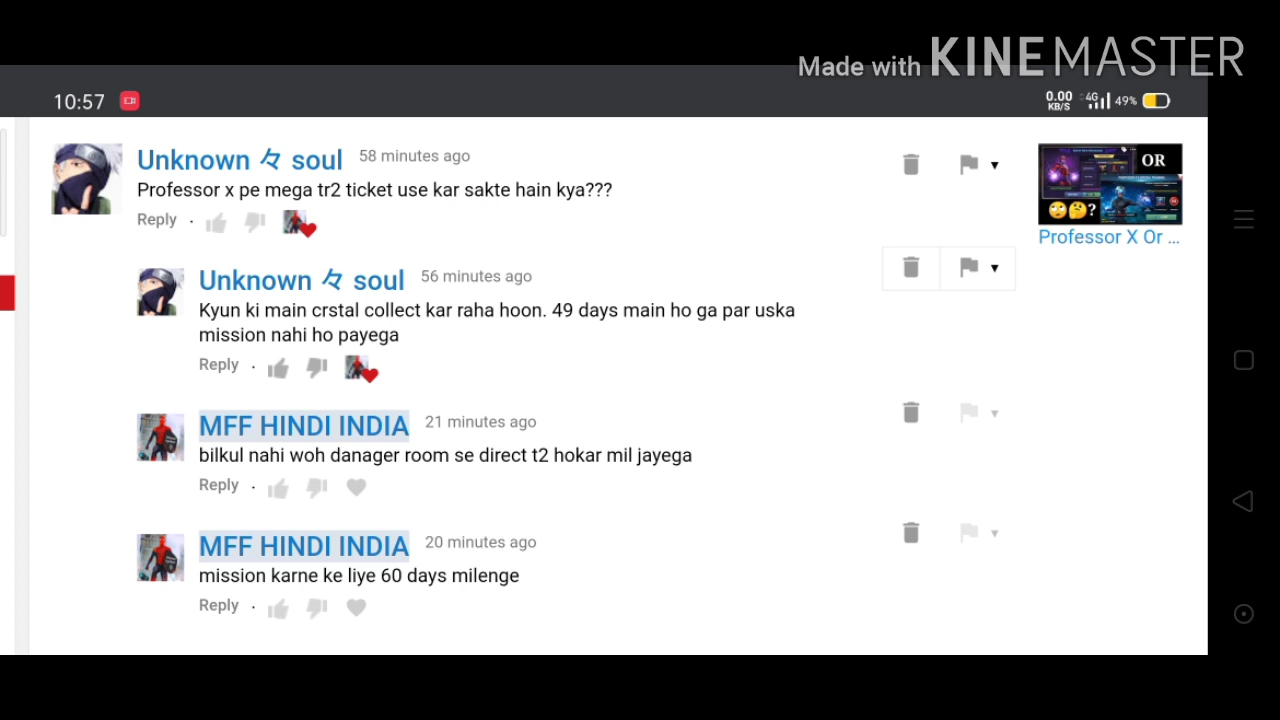 Made with KINEMASTER
10:57
0.00 KB/S 4G 49%
Unknown 々 soul 58 minutes ago
Professor x pe mega tr2 ticket use kar sakte hain kya???
Reply
OR
?
Professor X Or ...
Unknown 々 soul 56 minutes ago
Kyun ki main crstal collect kar raha hoon. 49 days main ho ga par uska
mission nahi ho payega
Reply
MFF HINDI INDIA 21 minutes ago
bilkul nahi woh danager room se direct t2 hokar mil jayega
Reply
MFF HINDI INDIA 20 minutes ago
mission karne ke liye 60 days milenge
Reply